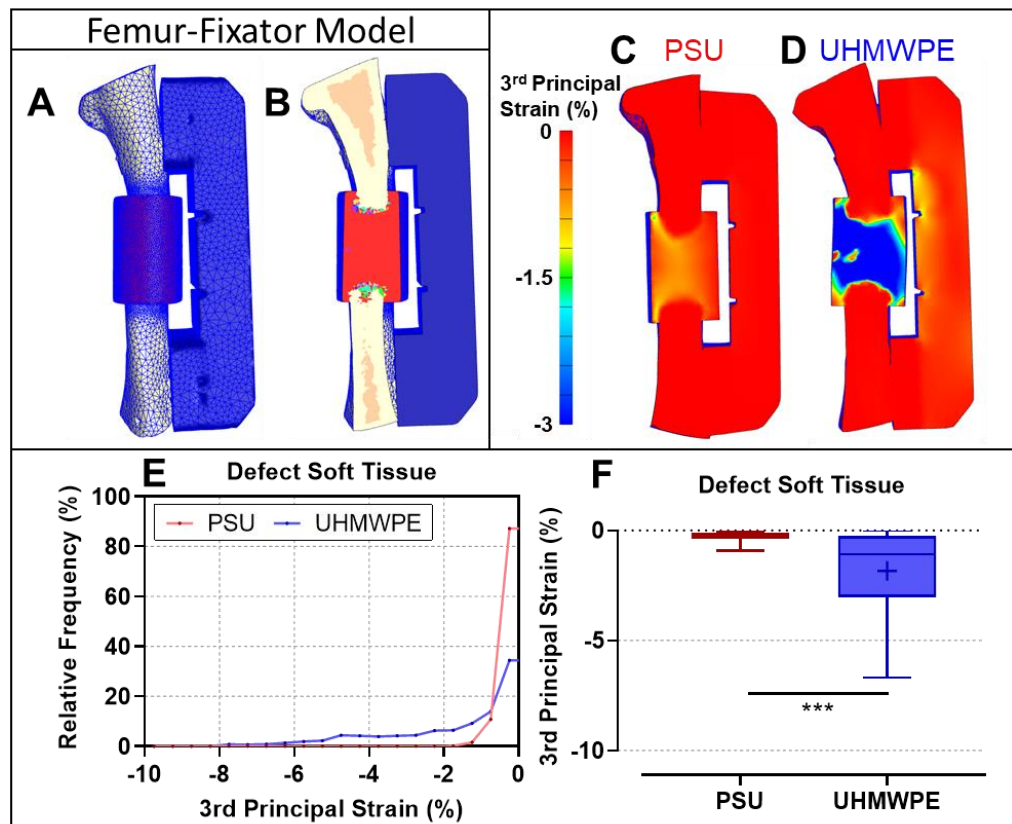 Femur-Fixator Model
A
B
C PSU
D UHMWPE
3rd Principal
Strain (%)
0
-1.5
-3
E
Defect Soft Tissue
Relative Frequency (%)
100
80
60
40
20
0
PSU
UHMWPE
-10 -8 -6 -4 -2 0
3rd Principal Strain (%)
F
Defect Soft Tissue
3rd Principal Strain (%)
0
-5
-10
***
PSU UHMWPE